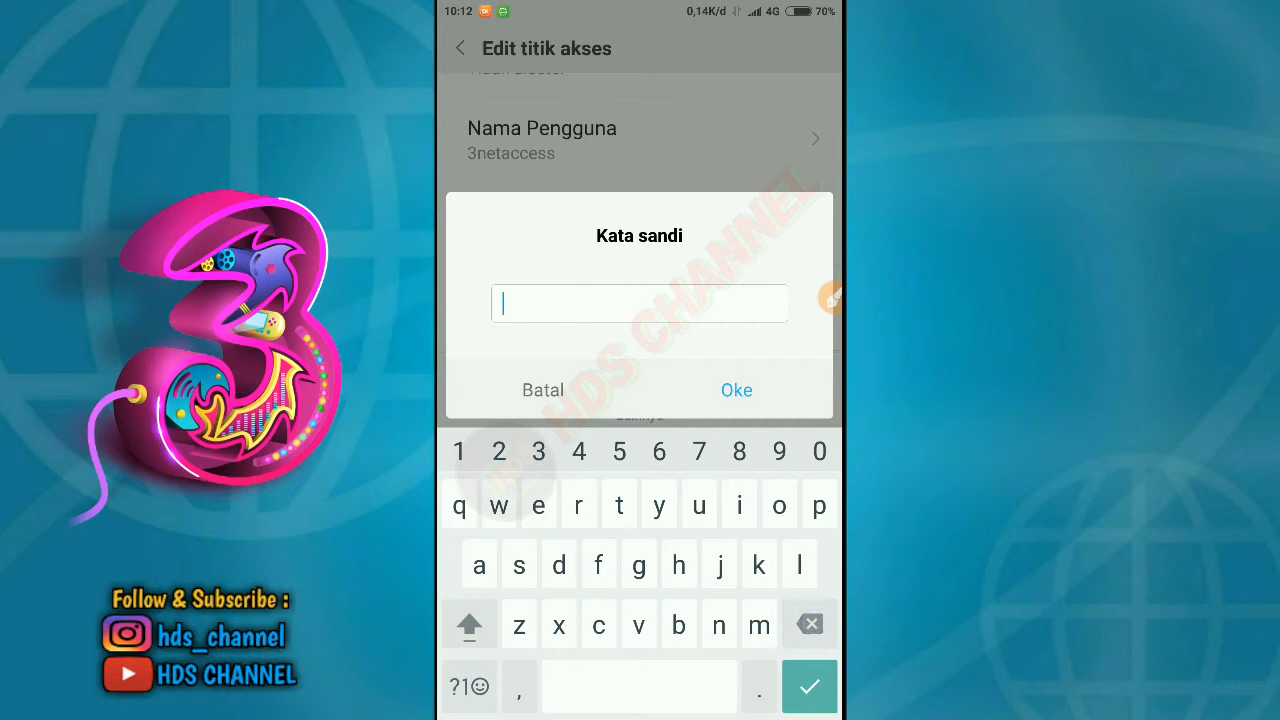 10:12
0,14K/d 4G 70%
Edit titik akses
Nama Pengguna
3netaccess
Kata sandi
Batal
Oke
HDS CHANNEL
1 2 3 4 5 6 7 8 9 0
q w e r t y u i o p
a s d f g h j k l
z x c v b n m
?1☺ , .
3
Follow & Subscribe :
hds_channel
HDS CHANNEL